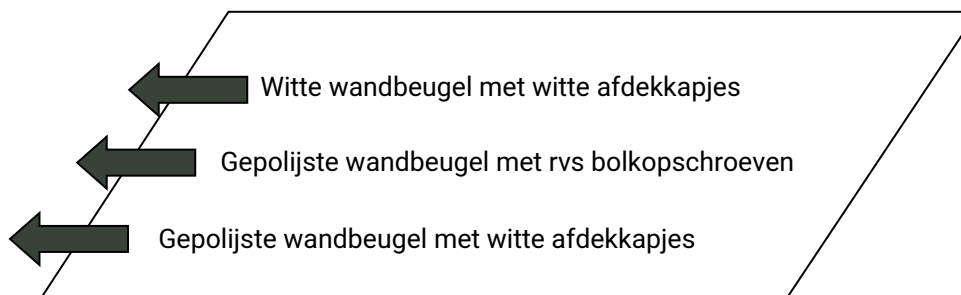 Witte wandbeugel met witte afdekkapjes
Gepolijste wandbeugel met rvs bolkopschroeven
Gepolijste wandbeugel met witte afdekkapjes